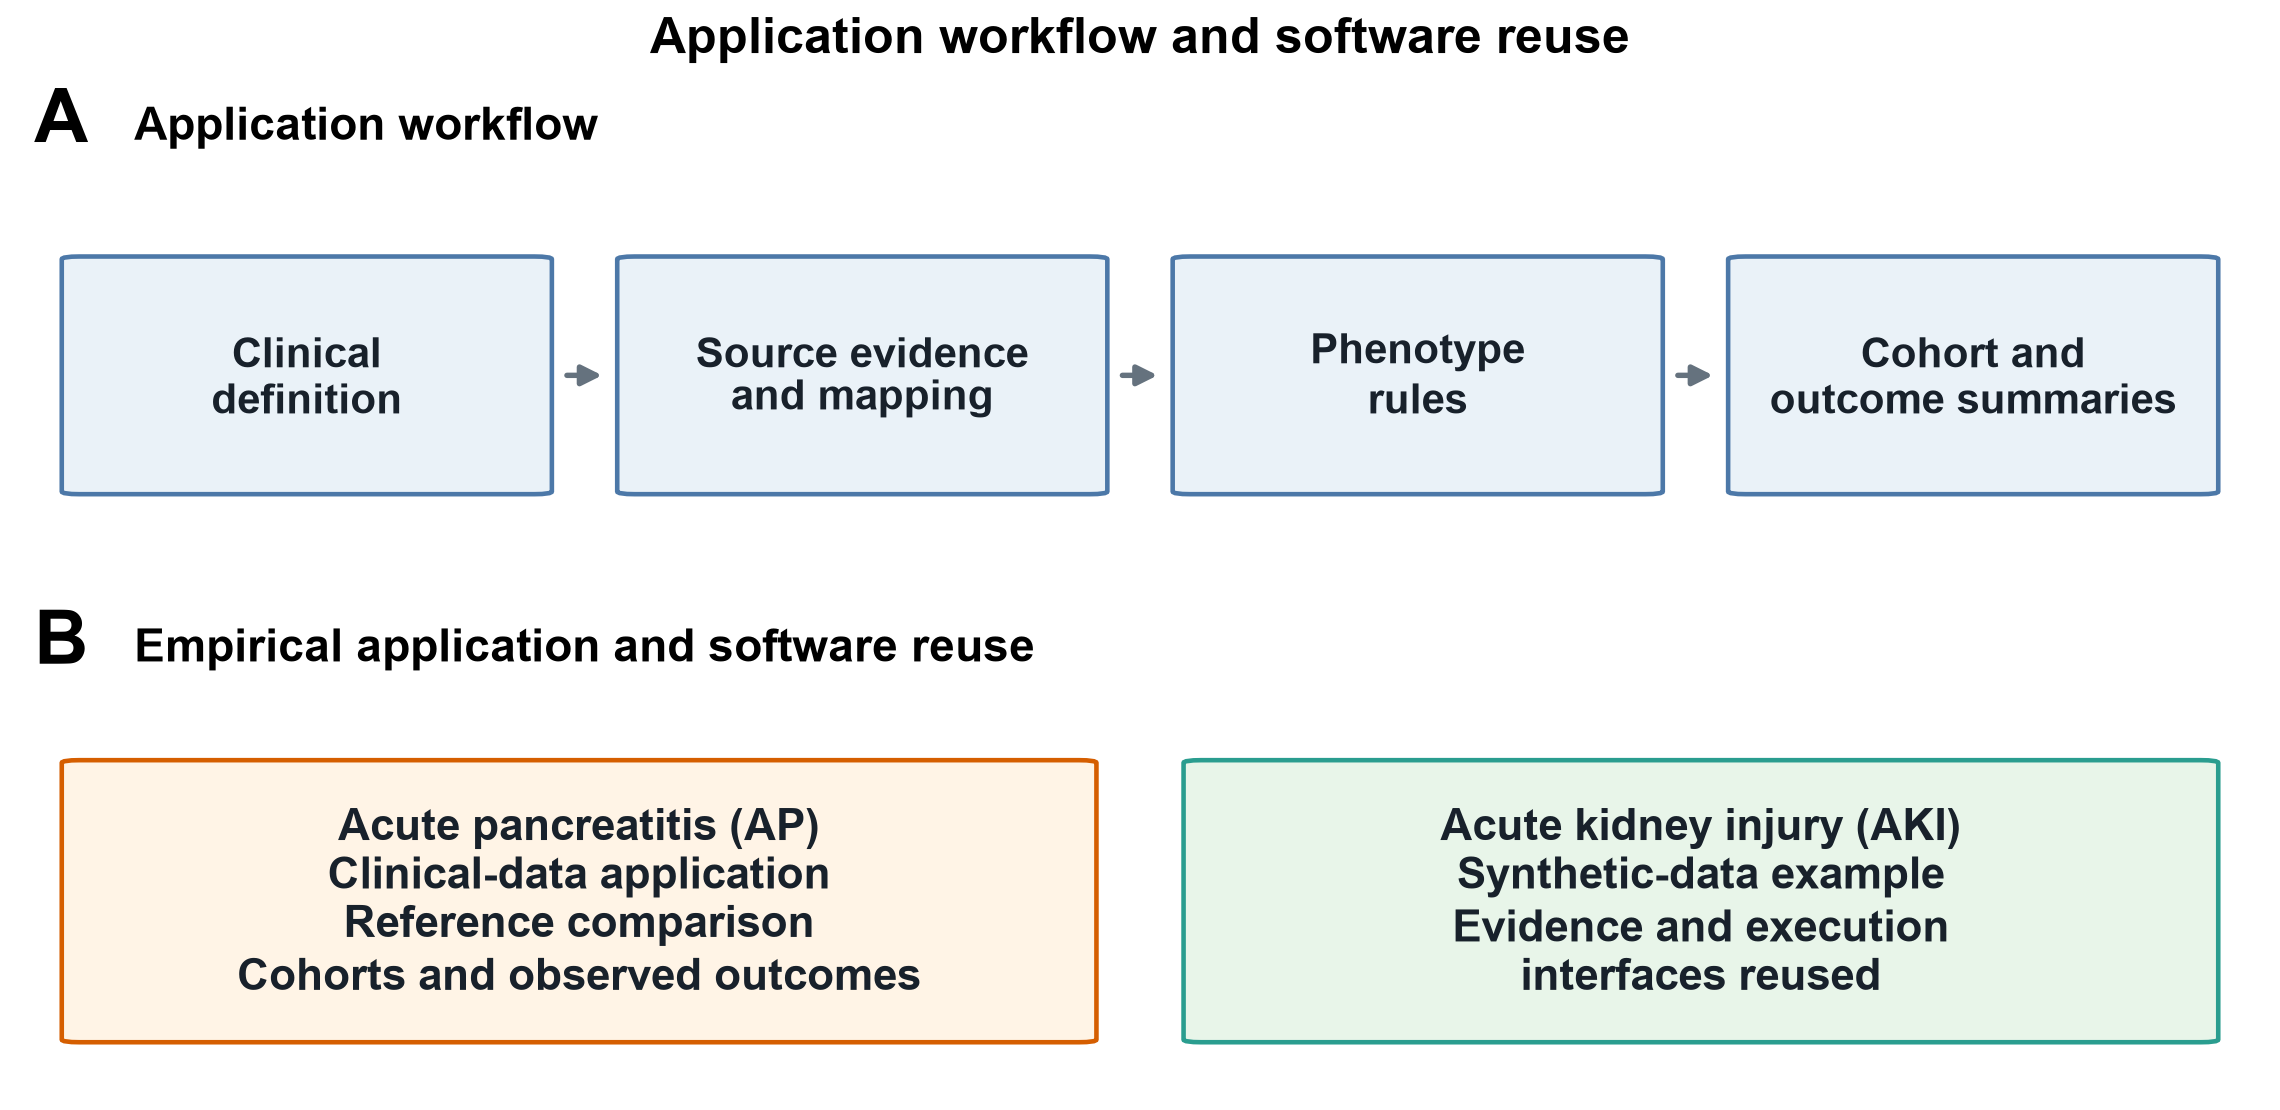 Application workflow and software reuse
A Application workflow
Clinical
definition
Source evidence
and mapping
Phenotype
rules
Cohort and
outcome summaries
B Empirical application and software reuse
Acute pancreatitis (AP)
Clinical-data application
Reference comparison
Cohorts and observed outcomes
Acute kidney injury (AKI)
Synthetic-data example
Evidence and execution
interfaces reused